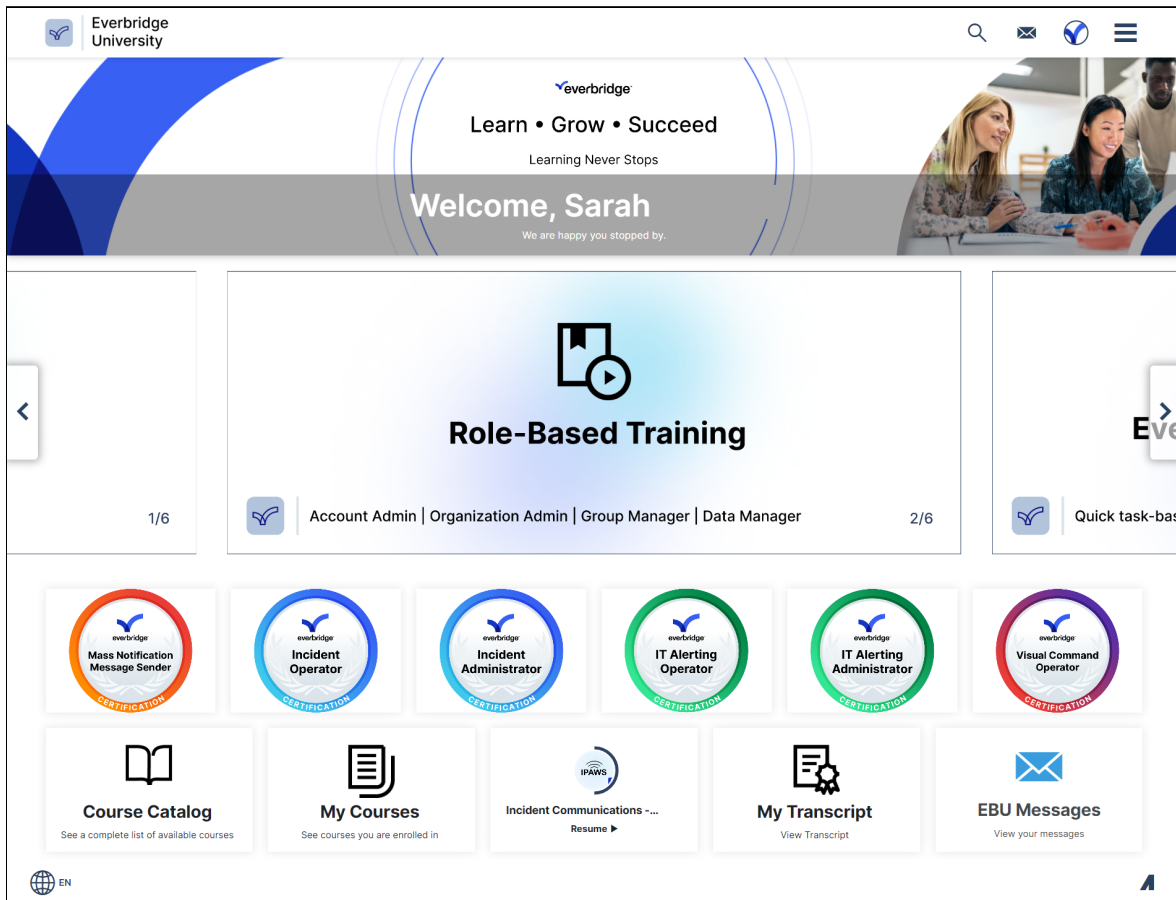 Everbridge
University
everbridge
Learn • Grow • Succeed
Learning Never Stops
Welcome, Sarah
We are happy you stopped by.
Role-Based Training
Eve
1/6
Account Admin | Organization Admin | Group Manager | Data Manager
2/6
Quick task-bas
everbridge
Mass Notification
Message Sender
CERTIFICATION
everbridge
Incident
Operator
CERTIFICATION
everbridge
Incident
Administrator
CERTIFICATION
everbridge
IT Alerting
Operator
CERTIFICATION
everbridge
IT Alerting
Administrator
CERTIFICATION
everbridge
Visual Command
Operator
CERTIFICATION
Course Catalog
See a complete list of available courses
My Courses
See courses you are enrolled in
IPAWS
Incident Communications -...
Resume
My Transcript
View Transcript
EBU Messages
View your messages
EN